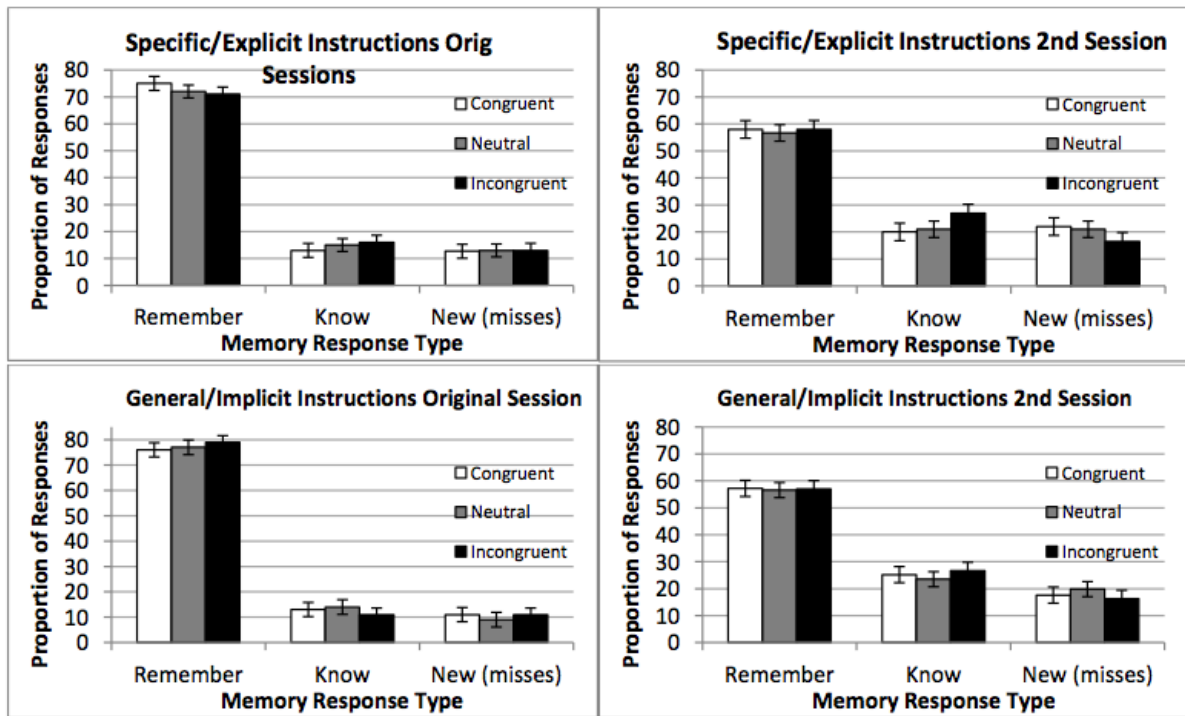 Specific/Explicit Instructions Orig
Sessions
Proportion of Responses
80
70
60
50
40
30
20
10
0
Congruent
Neutral
Incongruent
Remember Know New (misses)
Memory Response Type
Specific/Explicit Instructions 2nd Session
Proportion of Responses
80
70
60
50
40
30
20
10
0
Congruent
Neutral
Incongruent
Remember Know New (misses)
Memory Response Type
General/Implicit Instructions Original Session
Proportion of Responses
80
70
60
50
40
30
20
10
0
Congruent
Neutral
Incongruent
Remember Know New (misses)
Memory Response Type
General/Implicit Instructions 2nd Session
Proportion of Responses
80
70
60
50
40
30
20
10
0
Congruent
Neutral
Incongruent
Remember Know New (misses)
Memory Response Type